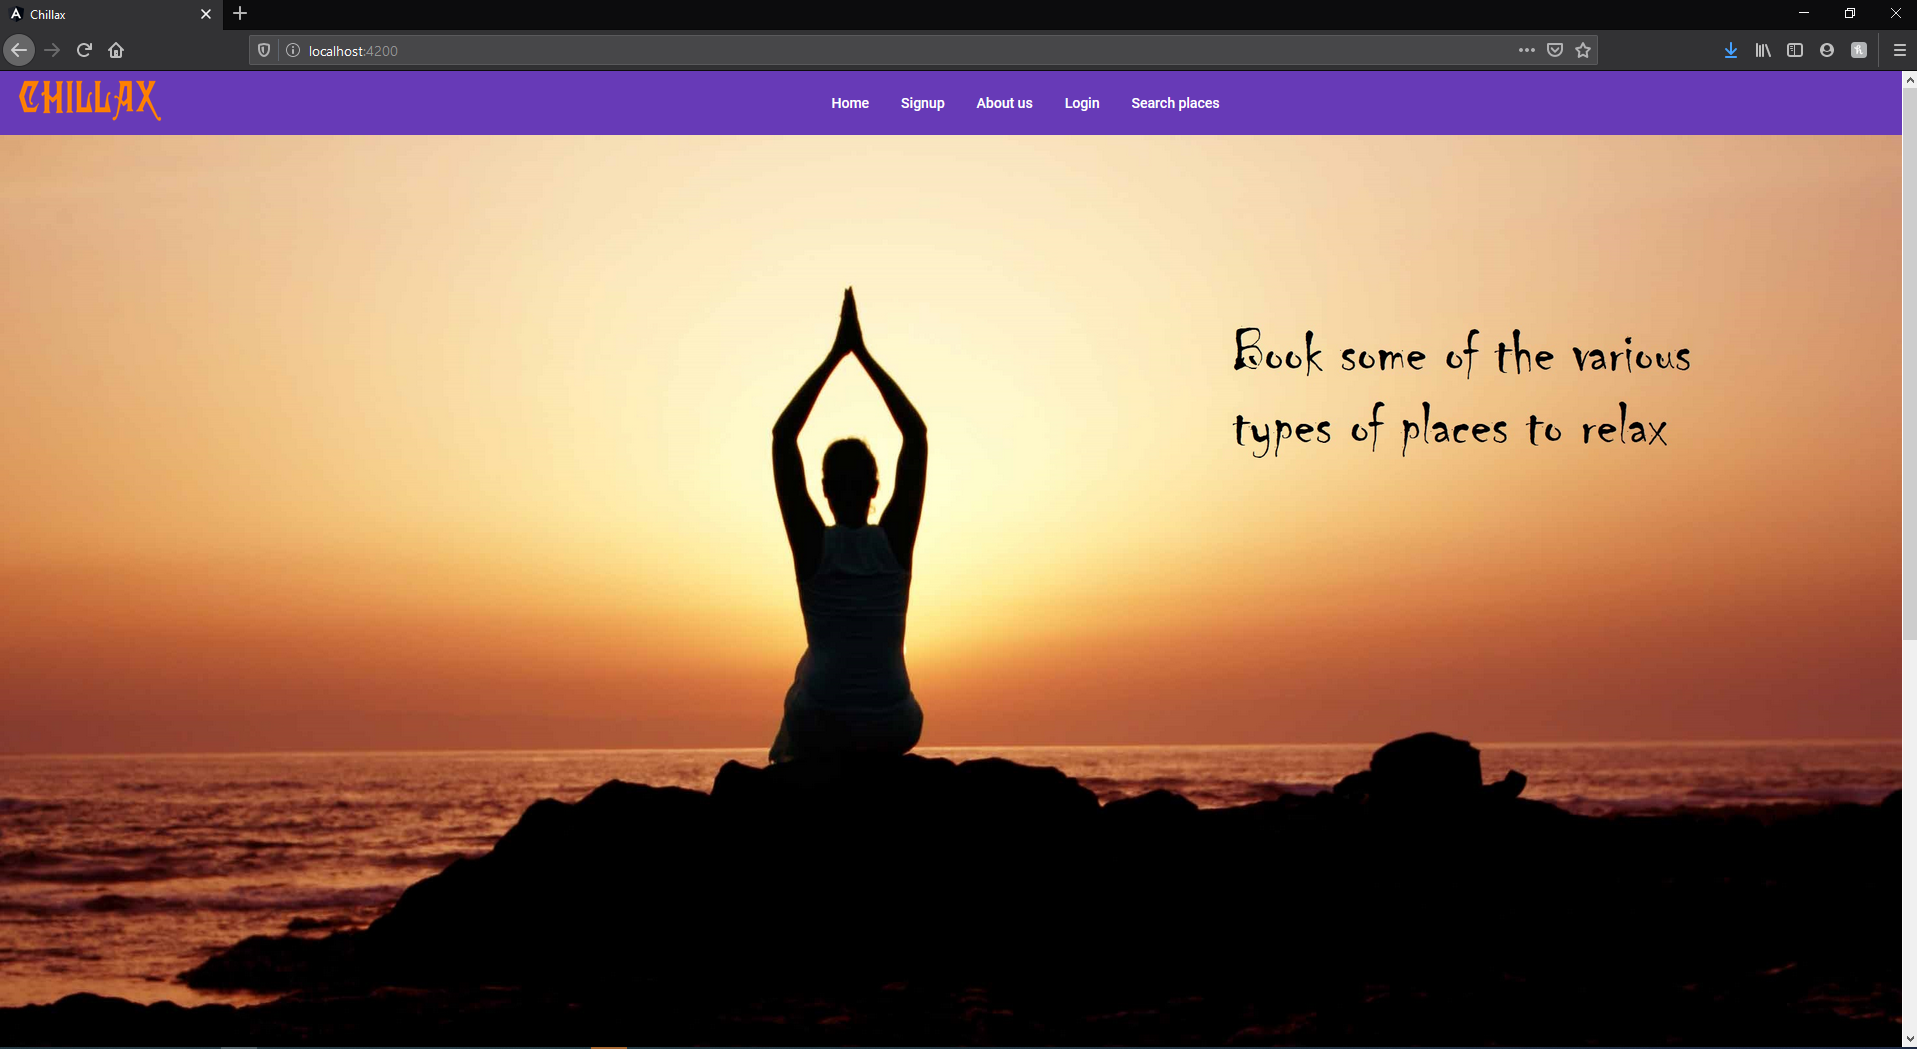 Chillax
localhost:4200
CHILLAX
Home Signup About us Login Search places
Book some of the various
types of places to relax